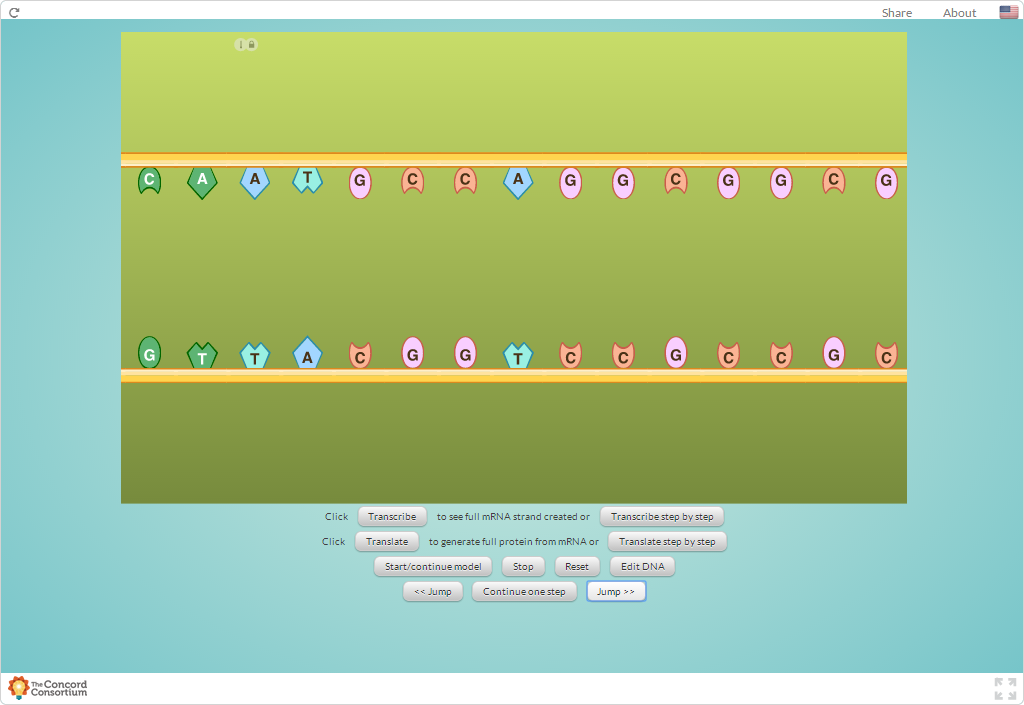 Share About
C A A T G C C A G G C G G C G
G T T A C G G T C C G C C G C
Click Transcribe to see full mRNA strand created or Transcribe step by step
Click Translate to generate full protein from mRNA or Translate step by step
Start/continue model Stop Reset Edit DNA
<< Jump Continue one step Jump >>
The Concord
Consortium